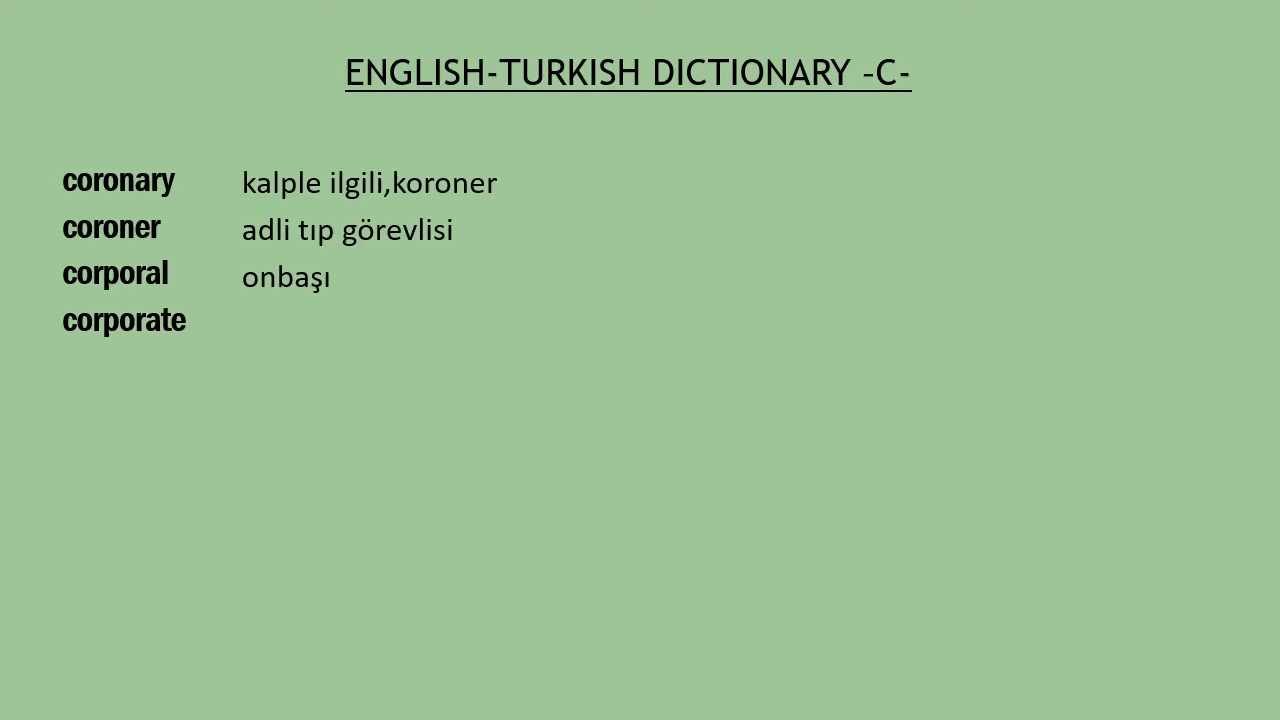 ENGLISH-TURKISH DICTIONARY –C-
coronary kalple ilgili,koroner
coroner adli tıp görevlisi
corporal onbaşı
corporate